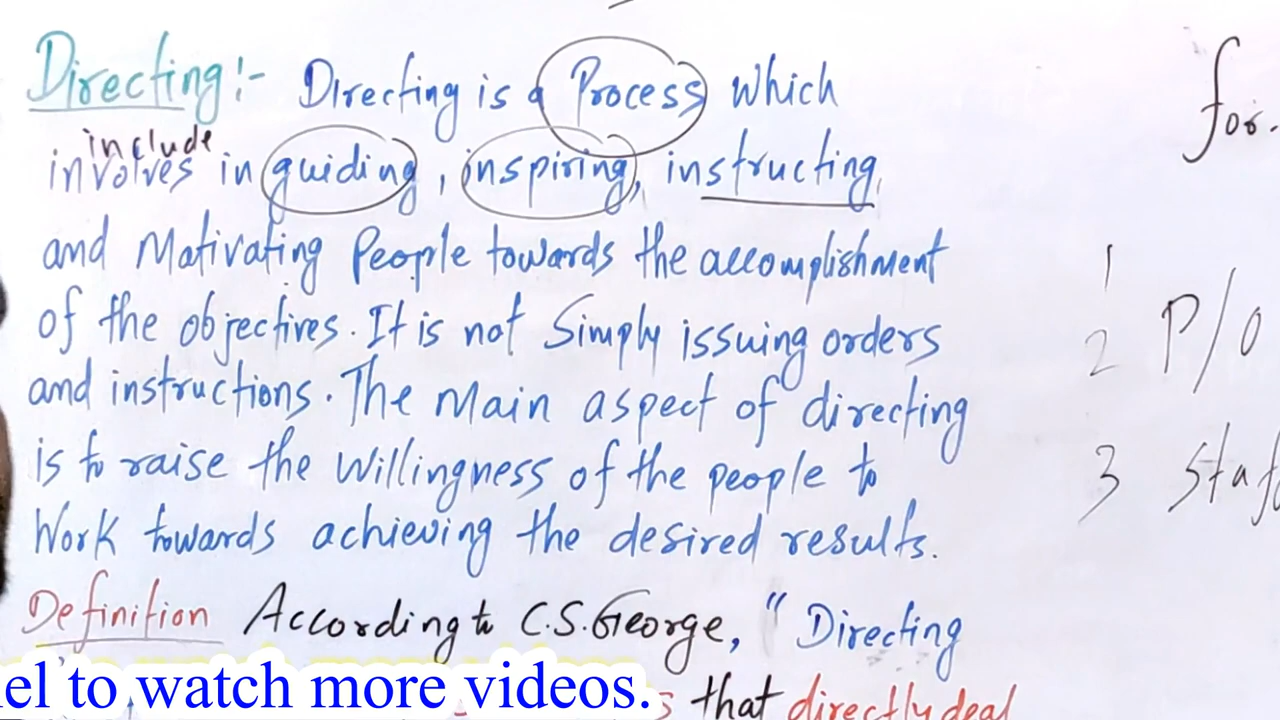 Directing :- Directing is a Process which
include
involves in guiding, inspiring, instructing,
and Motivating People towards the accomplishment
of the objectives. It is not Simply issuing orders
and instructions. The Main aspect of directing
is to raise the willingness of the people to
Work towards achieving the desired results.
Definition According to C.S. George, " Directing
that directly deal
nel to watch more videos.
for.
1
2 P/O
3 Staf